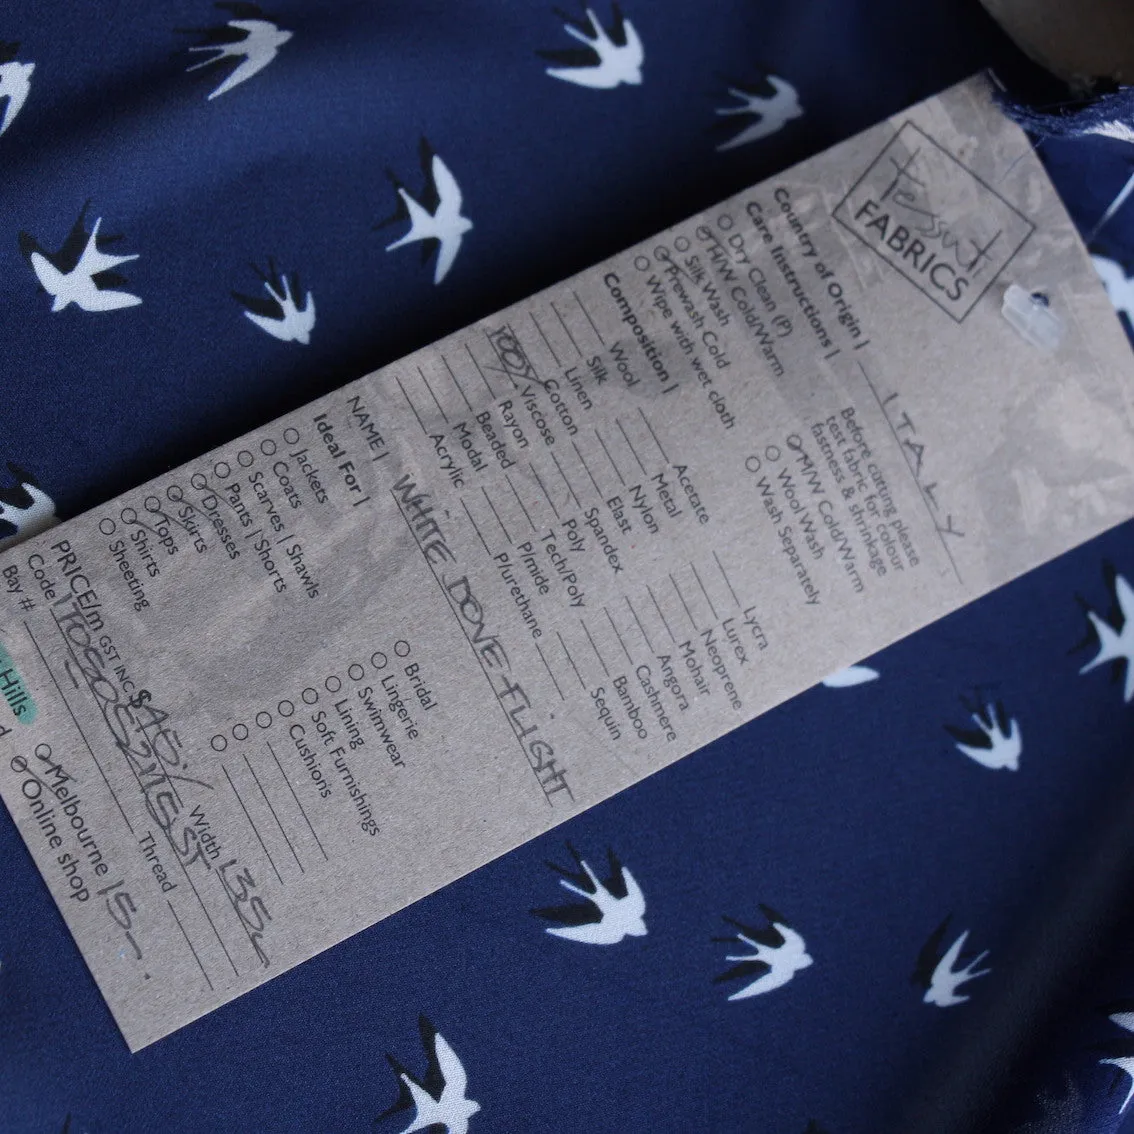 tessuti
FABRICS
Country of Origin | ITALY
Care Instructions |
Dry Clean (P)
H/W Cold/Warm
Silk Wash
Prewash Cold
Wipe with wet cloth
Before cutting please
test fabric for colour
fastness & shrinkage
M/W Cold/Warm
Wool Wash
Wash Separately
Composition |
Wool
Silk
Linen
Cotton
100% Viscose
Rayon
Beaded
Modal
Acrylic
Acetate
Metal
Nylon
Elast
Spandex
Poly
Tech/Poly
P/mide
P/urethane
Lycra
Lurex
Neoprene
Mohair
Angora
Cashmere
Bamboo
Sequin
NAME | WHITE DOVE FLIGHT
Ideal For |
Jackets
Coats
Scarves | Shawls
Pants | Shorts
Dresses
Skirts
Tops
Shirts
Sheeting
Bridal
Lingerie
Swimwear
Lining
Soft Furnishings
Cushions
PRICE/m GST INC $45/ Width 135
Code
Bay # Thread
Hills
Melbourne 15
Online shop